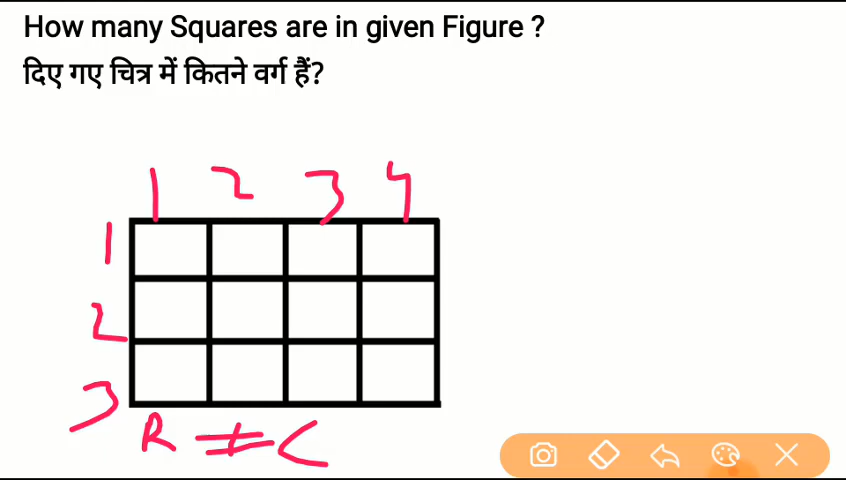 How many Squares are in given Figure ?
दिए गए चित्र में कितने वर्ग हैं?
1 2 3 4
1
2
3
R ≠ C